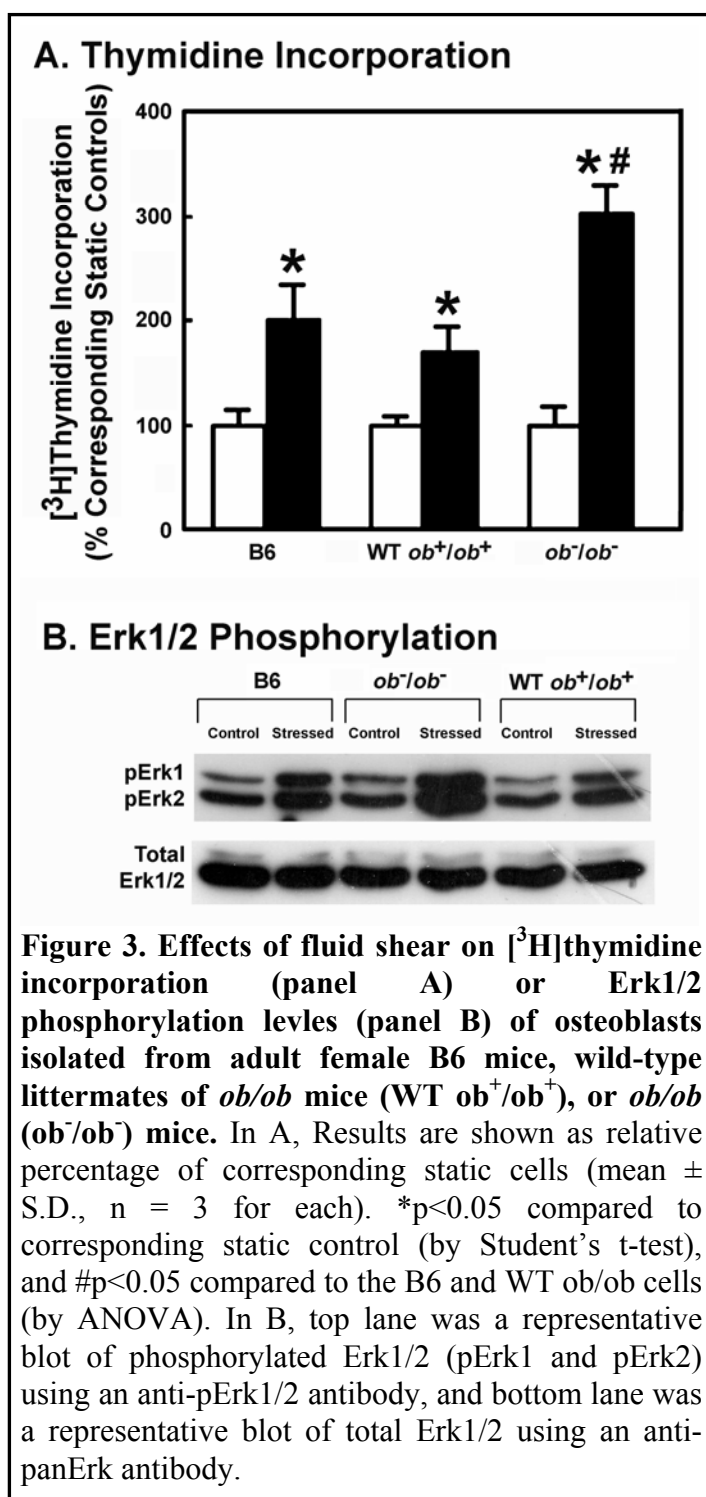 A. Thymidine Incorporation
[³H]Thymidine Incorporation
(% Corresponding Static Controls)
400
300
200
100
0
*
*
*#
B6
WT ob⁺/ob⁺
ob⁻/ob⁻
B. Erk1/2 Phosphorylation
B6
ob⁻/ob⁻
WT ob⁺/ob⁺
Control Stressed Control Stressed Control Stressed
pErk1
pErk2
Total
Erk1/2
Figure 3. Effects of fluid shear on [³H]thymidine
incorporation (panel A) or Erk1/2
phosphorylation levles (panel B) of osteoblasts
isolated from adult female B6 mice, wild-type
littermates of ob/ob mice (WT ob⁺/ob⁺), or ob/ob
(ob⁻/ob⁻) mice. In A, Results are shown as relative
percentage of corresponding static cells (mean ±
S.D., n = 3 for each). *p<0.05 compared to
corresponding static control (by Student's t-test),
and #p<0.05 compared to the B6 and WT ob/ob cells
(by ANOVA). In B, top lane was a representative
blot of phosphorylated Erk1/2 (pErk1 and pErk2)
using an anti-pErk1/2 antibody, and bottom lane was
a representative blot of total Erk1/2 using an anti-
panErk antibody.